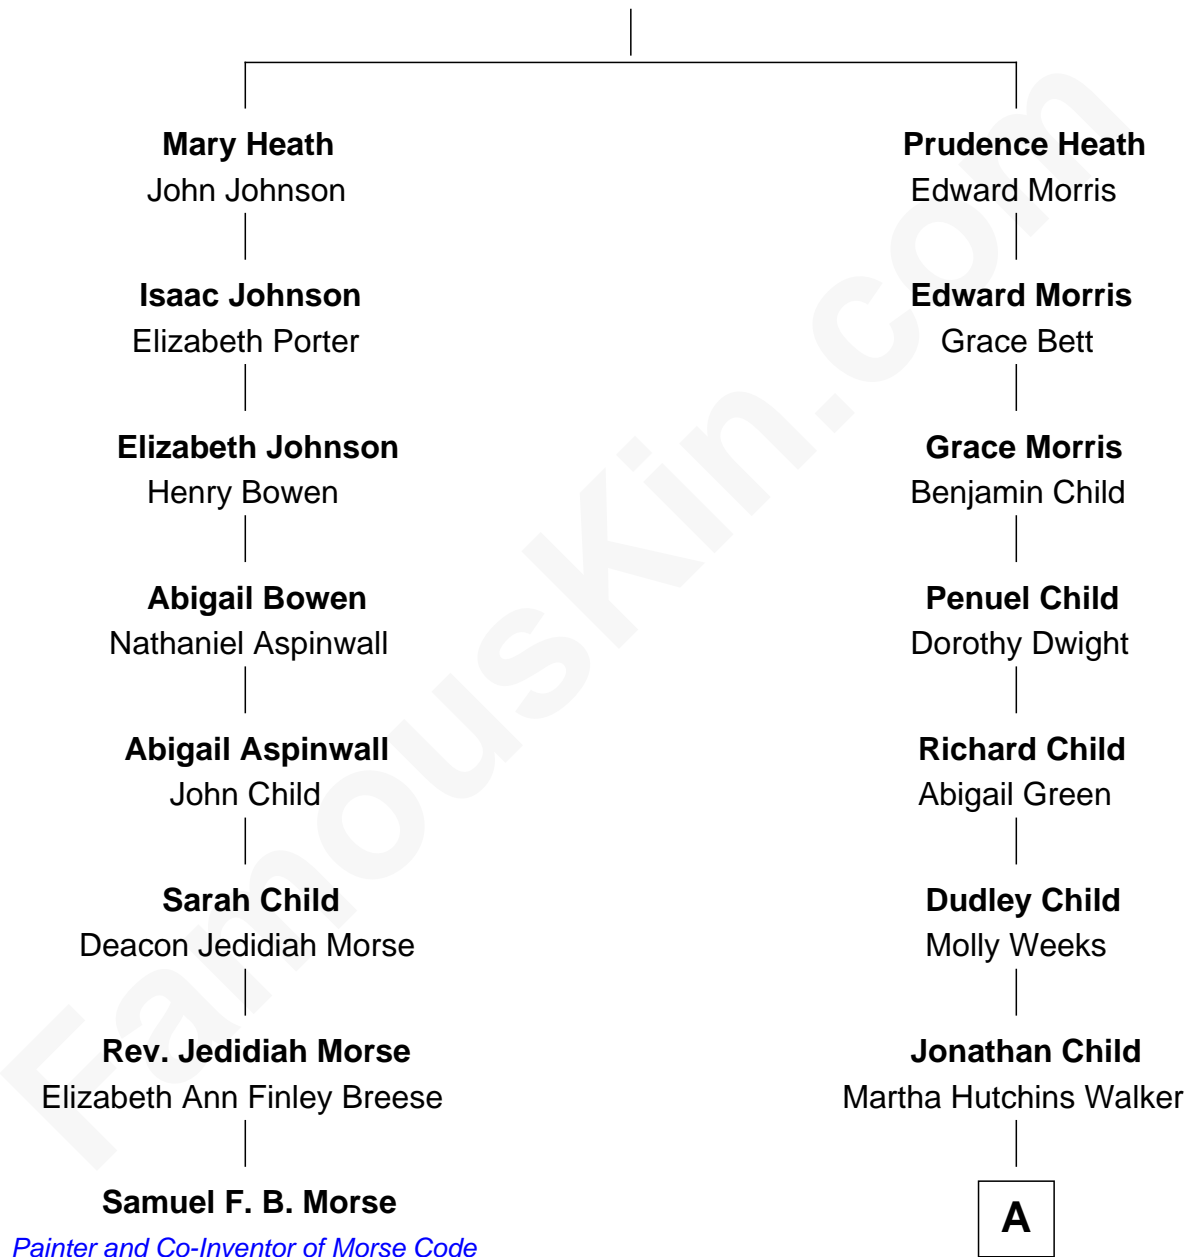 Mary Heath
John Johnson
Isaac Johnson
Elizabeth Porter
Elizabeth Johnson
Henry Bowen
Abigail Bowen
Nathaniel Aspinwall
Abigail Aspinwall
John Child
Sarah Child
Deacon Jedidiah Morse
Rev. Jedidiah Morse
Elizabeth Ann Finley Breese
Samuel F. B. Morse
Painter and Co-Inventor of Morse Code
Prudence Heath
Edward Morris
Edward Morris
Grace Bett
Grace Morris
Benjamin Child
Penuel Child
Dorothy Dwight
Richard Child
Abigail Green
Dudley Child
Molly Weeks
Jonathan Child
Martha Hutchins Walker
A
FamousKin.com